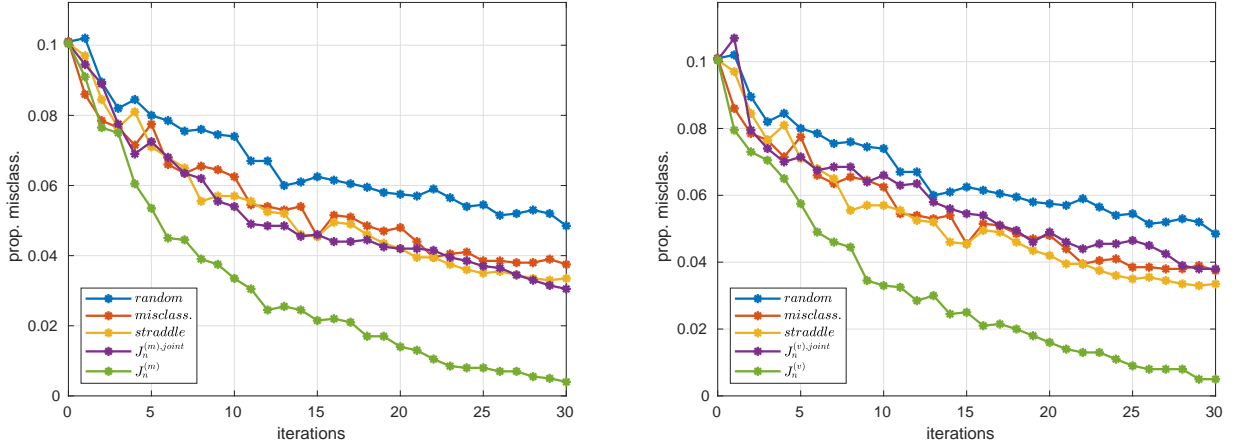 prop. misclass.
0.1
0.08
0.06
0.04
0.02
0
random
misclass.
straddle
J_n^{(m),joint}
J_n^{(m)}
0 5 10 15 20 25 30
iterations
prop. misclass.
0.1
0.08
0.06
0.04
0.02
0
random
misclass.
straddle
J_n^{(v),joint}
J_n^{(v)}
0 5 10 15 20 25 30
iterations